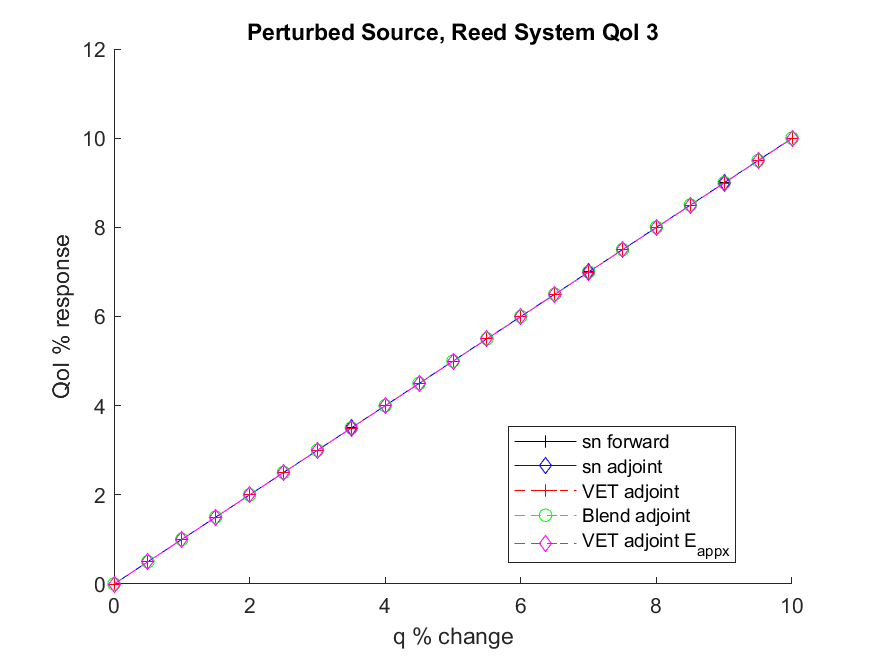 Perturbed Source, Reed System QoI 3
12
10
8
6
4
2
0
QoI % response
sn forward
sn adjoint
VET adjoint
Blend adjoint
VET adjoint E_appx
0 2 4 6 8 10
q % change